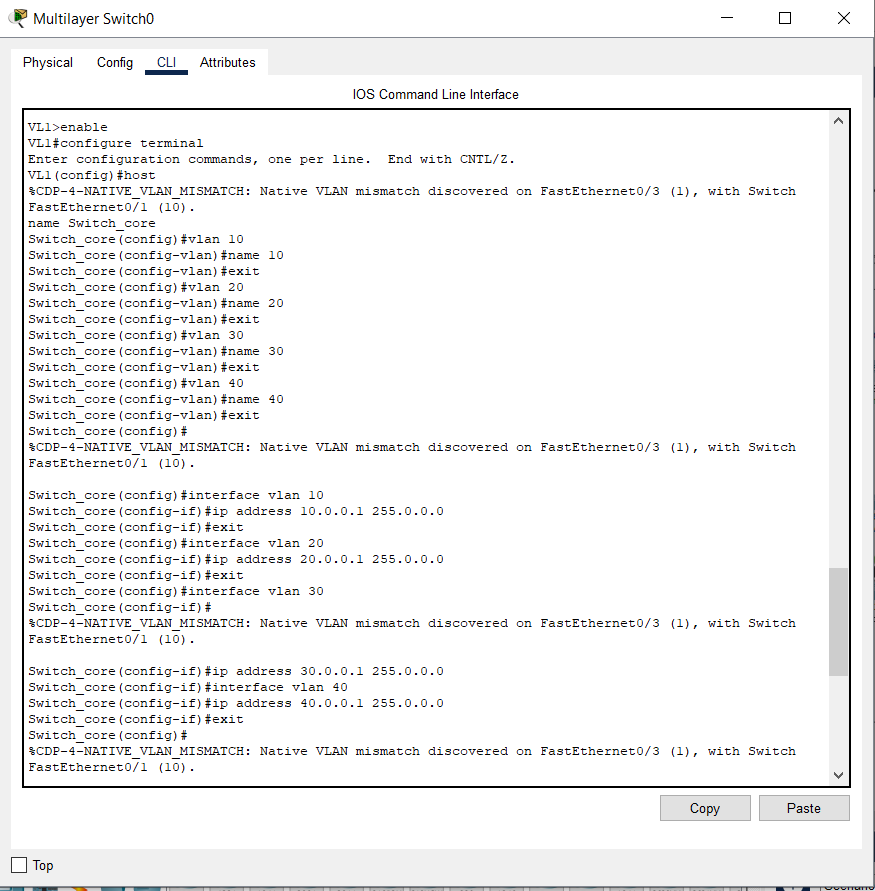 Multilayer Switch0
Physical Config CLI Attributes
IOS Command Line Interface
VL1>enable
VL1#configure terminal
Enter configuration commands, one per line.  End with CNTL/Z.
VL1(config)#host
%CDP-4-NATIVE_VLAN_MISMATCH: Native VLAN mismatch discovered on FastEthernet0/3 (1), with Switch
FastEthernet0/1 (10).
name Switch_core
Switch_core(config)#vlan 10
Switch_core(config-vlan)#name 10
Switch_core(config-vlan)#exit
Switch_core(config)#vlan 20
Switch_core(config-vlan)#name 20
Switch_core(config-vlan)#exit
Switch_core(config)#vlan 30
Switch_core(config-vlan)#name 30
Switch_core(config-vlan)#exit
Switch_core(config)#vlan 40
Switch_core(config-vlan)#name 40
Switch_core(config-vlan)#exit
Switch_core(config)#
%CDP-4-NATIVE_VLAN_MISMATCH: Native VLAN mismatch discovered on FastEthernet0/3 (1), with Switch
FastEthernet0/1 (10).
Switch_core(config)#interface vlan 10
Switch_core(config-if)#ip address 10.0.0.1 255.0.0.0
Switch_core(config-if)#exit
Switch_core(config)#interface vlan 20
Switch_core(config-if)#ip address 20.0.0.1 255.0.0.0
Switch_core(config-if)#exit
Switch_core(config)#interface vlan 30
Switch_core(config-if)#
%CDP-4-NATIVE_VLAN_MISMATCH: Native VLAN mismatch discovered on FastEthernet0/3 (1), with Switch
FastEthernet0/1 (10).
Switch_core(config-if)#ip address 30.0.0.1 255.0.0.0
Switch_core(config-if)#interface vlan 40
Switch_core(config-if)#ip address 40.0.0.1 255.0.0.0
Switch_core(config-if)#exit
Switch_core(config)#
%CDP-4-NATIVE_VLAN_MISMATCH: Native VLAN mismatch discovered on FastEthernet0/3 (1), with Switch
FastEthernet0/1 (10).
Copy Paste
Top